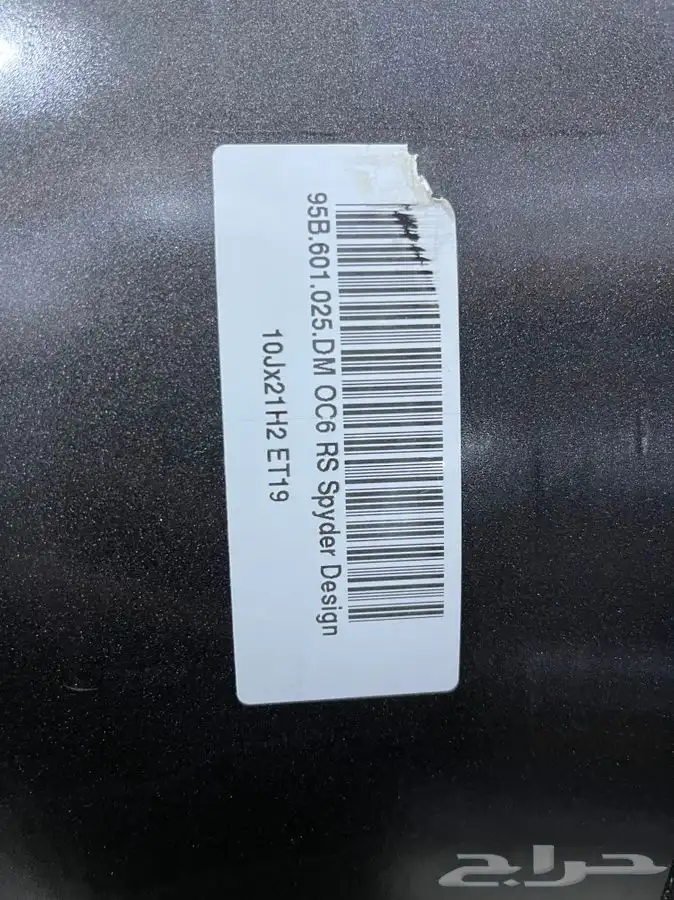 95B.601.025.DM OC6 RS Spyder Design
10Jx21H2 ET19
حراج